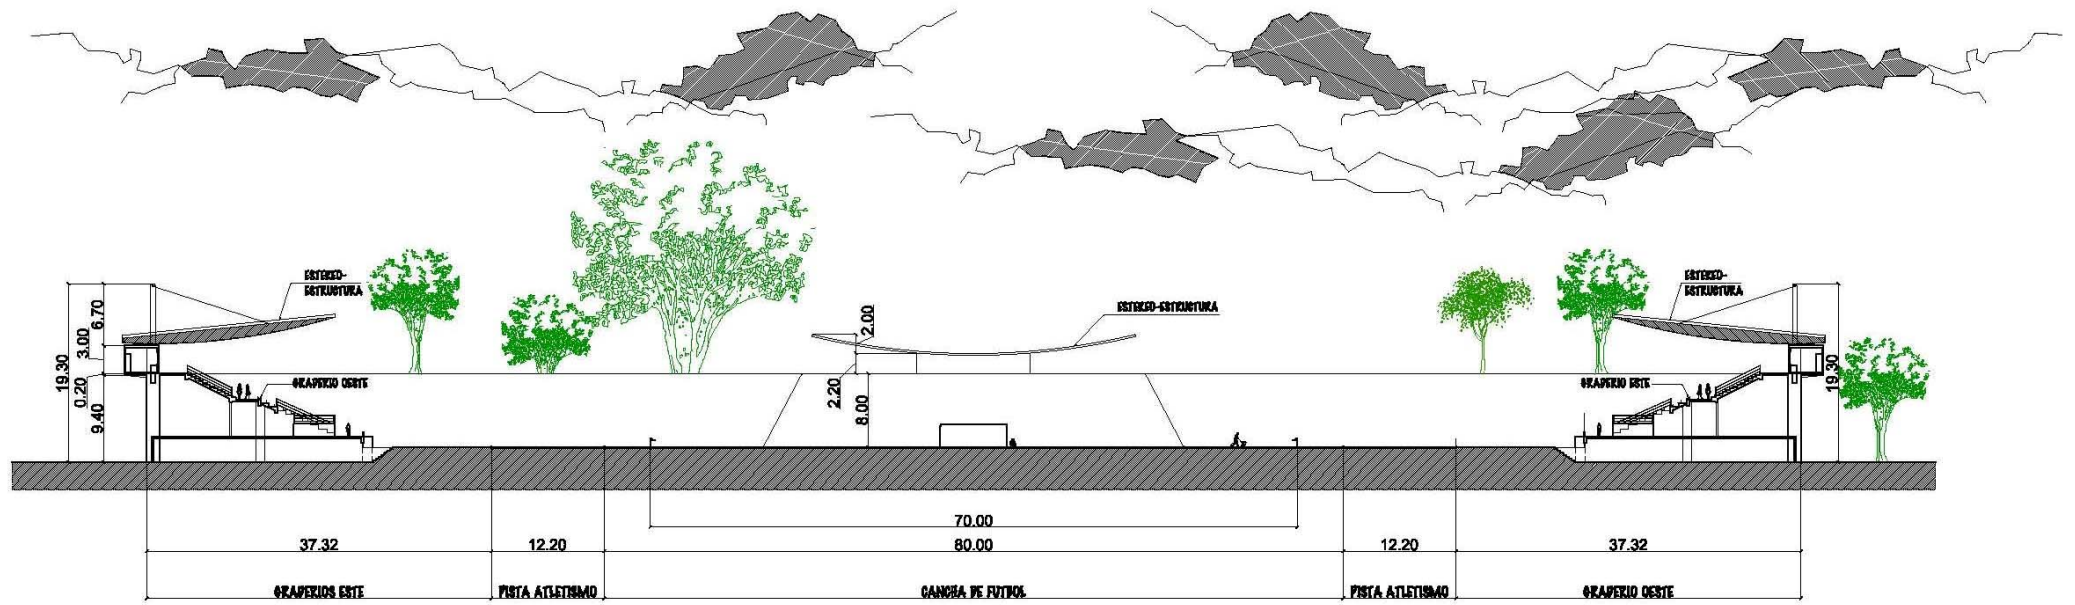 ESTEREO-
ESTRUCTURA
ESTEREO-
ESTRUCTURA
ESTEREO-ESTRUCTURA
6.70
3.00
19.30
0.20
9.40
GRADERIO OESTE
2.00
2.20
8.00
GRADERIO OESTE
19.30
70.00
37.32
12.20
80.00
12.20
37.32
GRADERIOS ESTE
PISTA ATLETISMO
CANCHA DE FUTBOL
PISTA ATLETISMO
GRADERIO OESTE